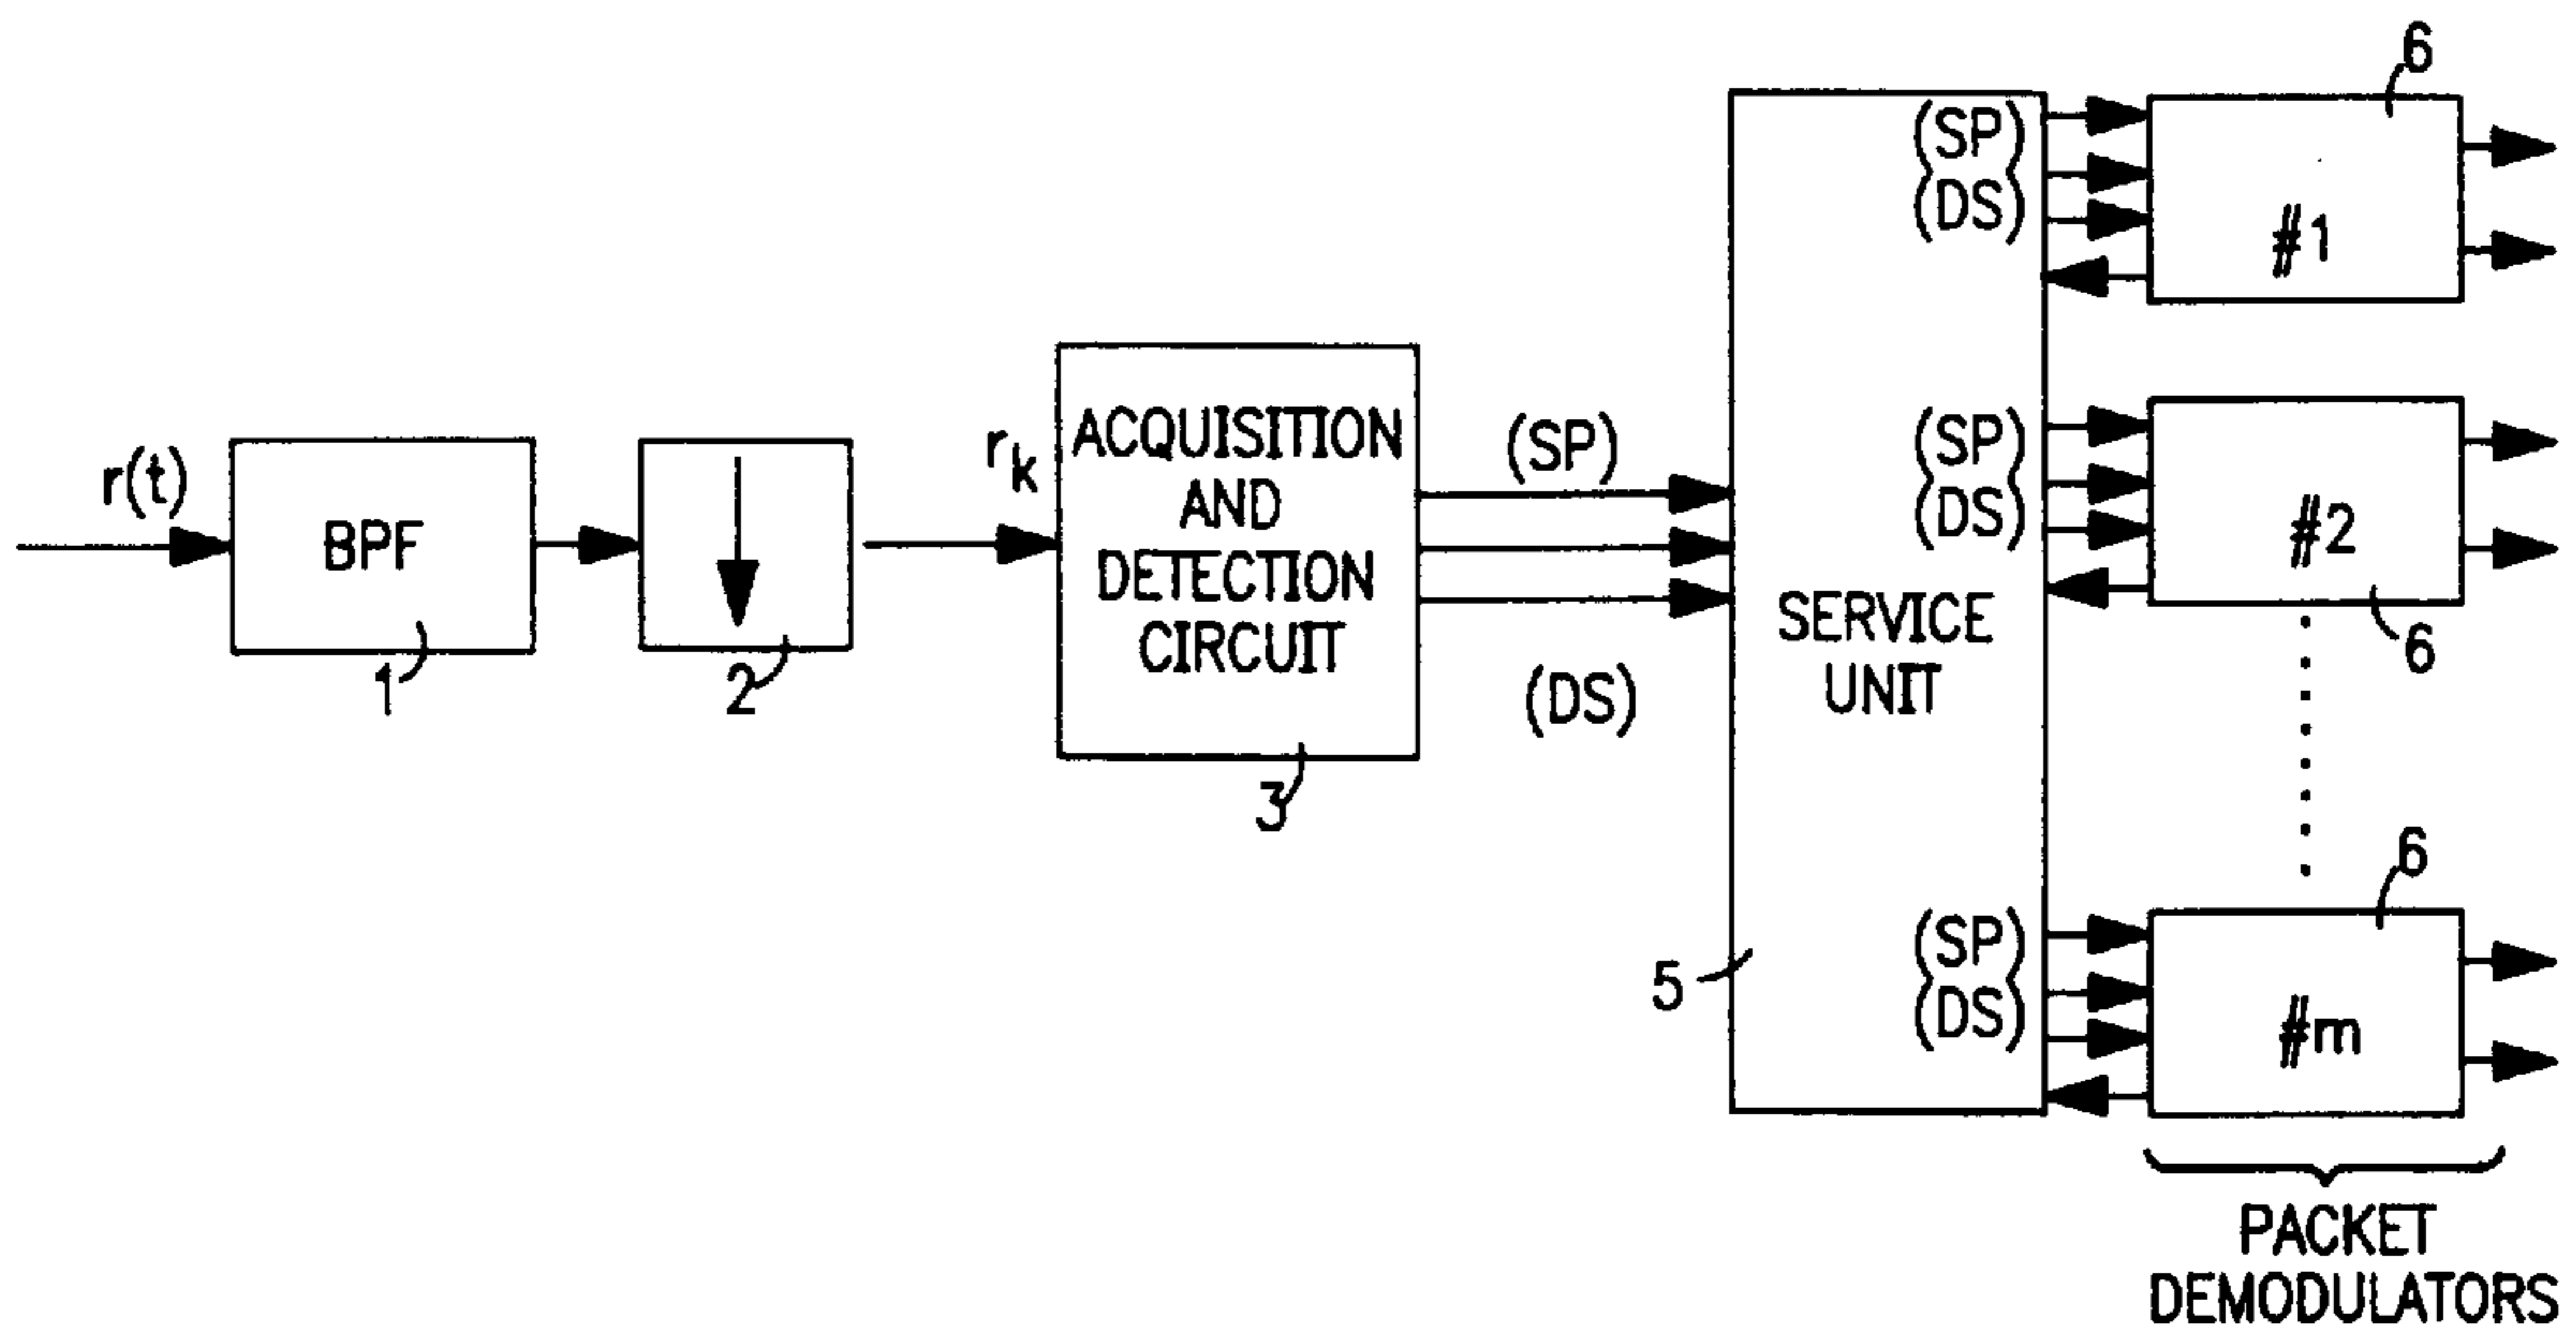 r(t)
BPF
1
2
rk
ACQUISITION
AND
DETECTION
CIRCUIT
3
(SP)
(DS)
SERVICE
UNIT
5
(SP)
(DS)
#1
6
(SP)
(DS)
#2
6
(SP)
(DS)
#m
6
PACKET
DEMODULATORS